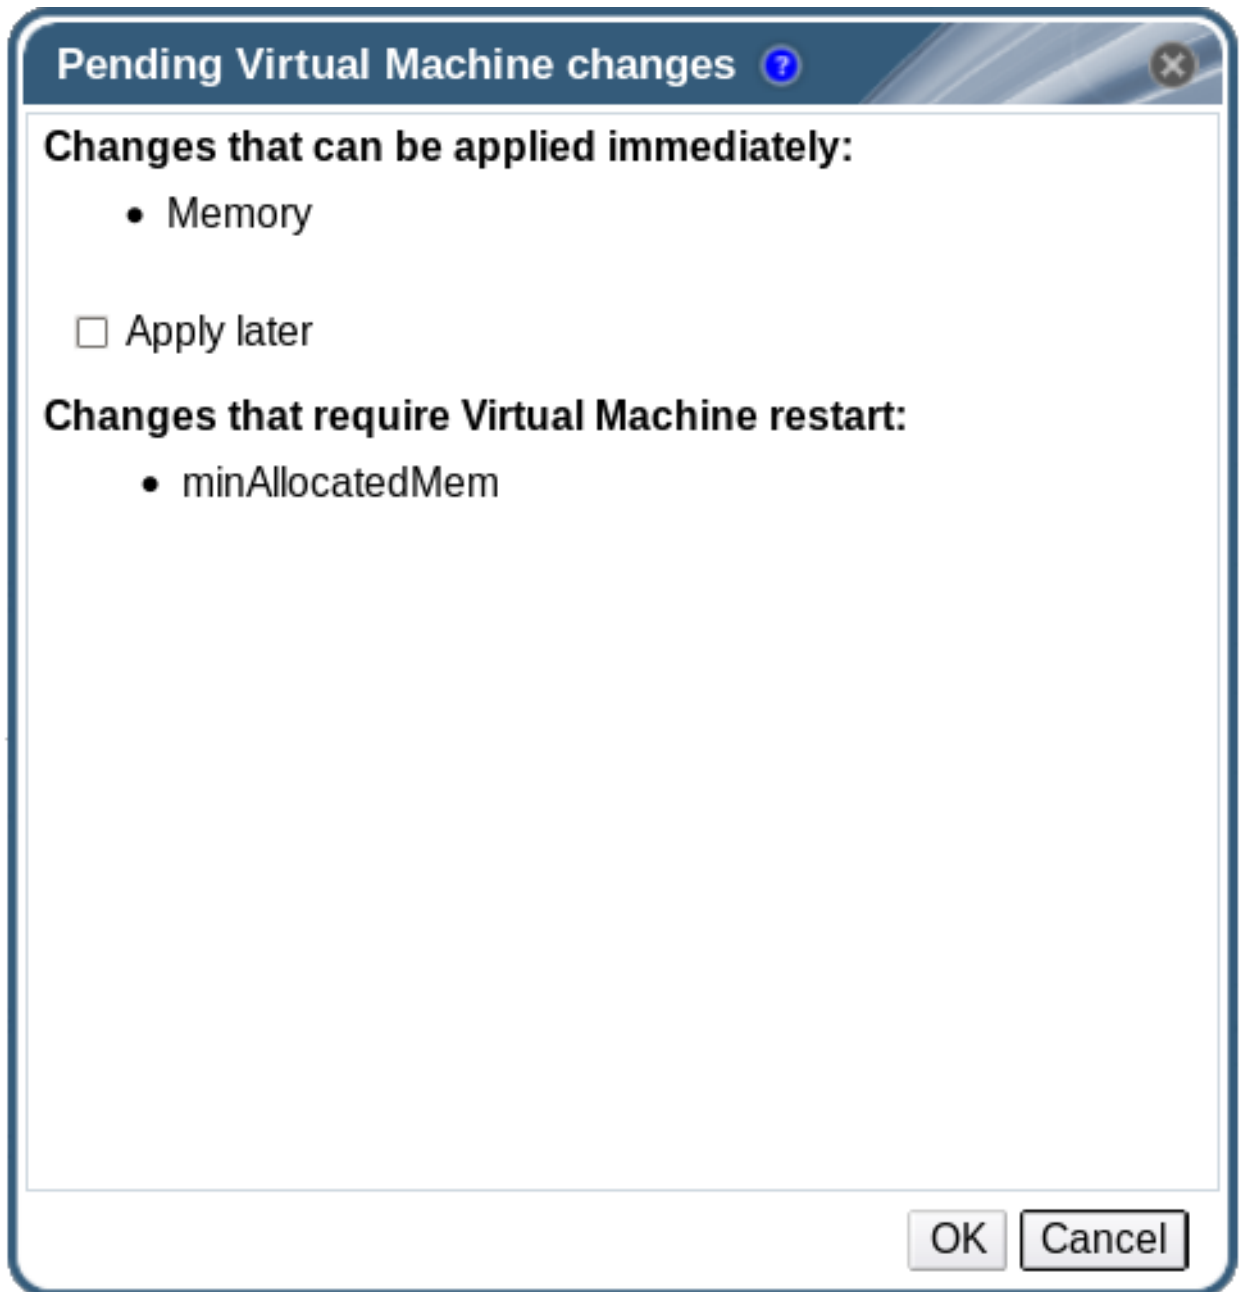 Pending Virtual Machine changes ?
Changes that can be applied immediately:
• Memory
Apply later
Changes that require Virtual Machine restart:
• minAllocatedMem
OK Cancel